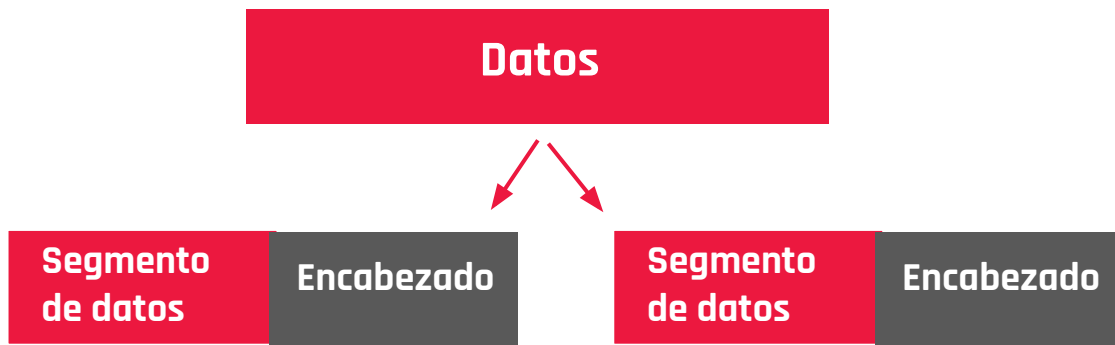 Datos
Segmento
de datos
Encabezado
Segmento
de datos
Encabezado